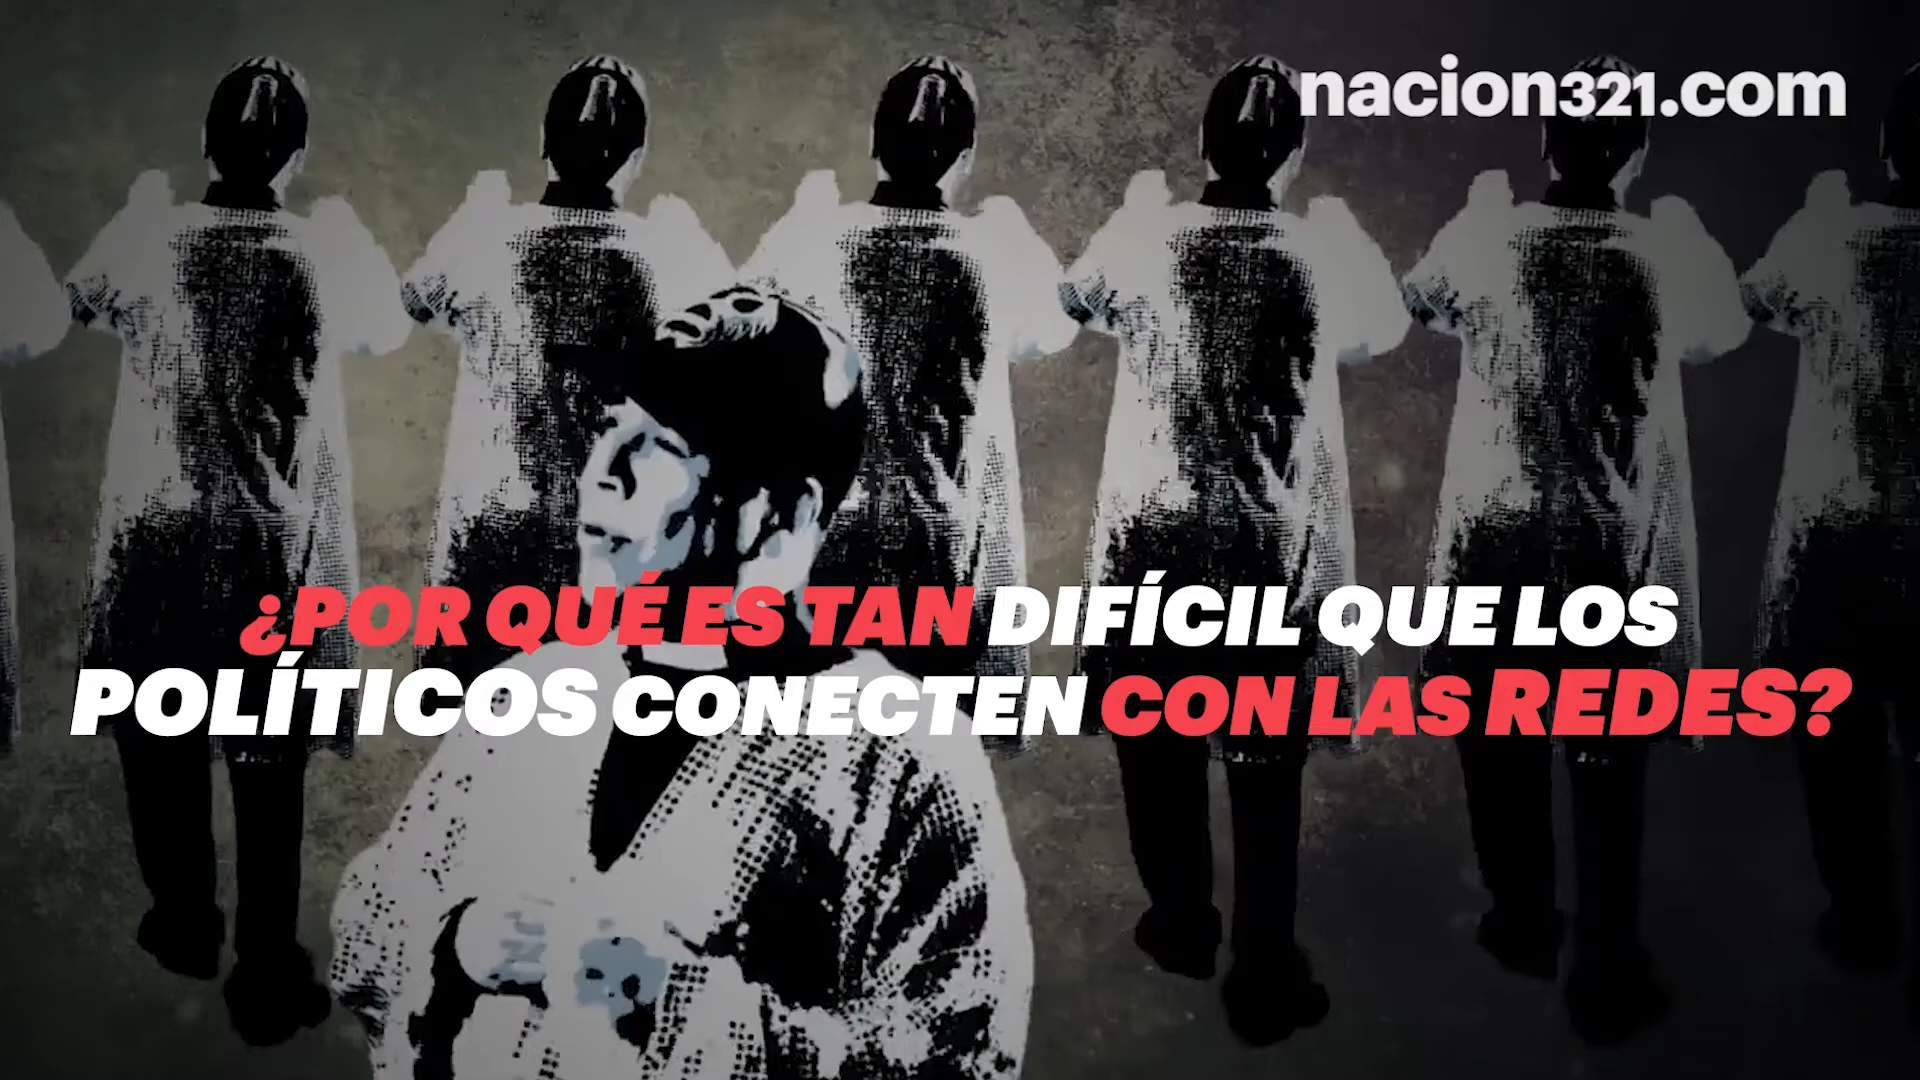 nacion321.com
¿POR QUÉ ES TAN DIFÍCIL QUE LOS
POLÍTICOS CONECTEN CON LAS REDES?